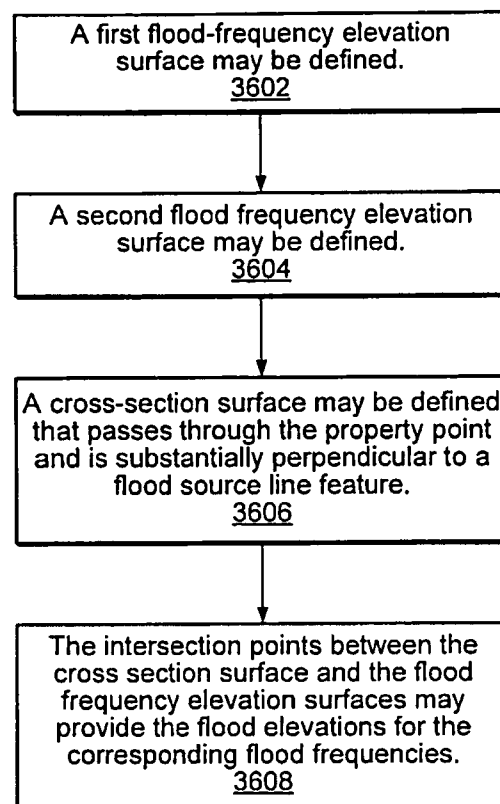 A first flood-frequency elevation
surface may be defined.
3602
A second flood frequency elevation
surface may be defined.
3604
A cross-section surface may be defined
that passes through the property point
and is substantially perpendicular to a
flood source line feature.
3606
The intersection points between the
cross section surface and the flood
frequency elevation surfaces may
provide the flood elevations for the
corresponding flood frequencies.
3608